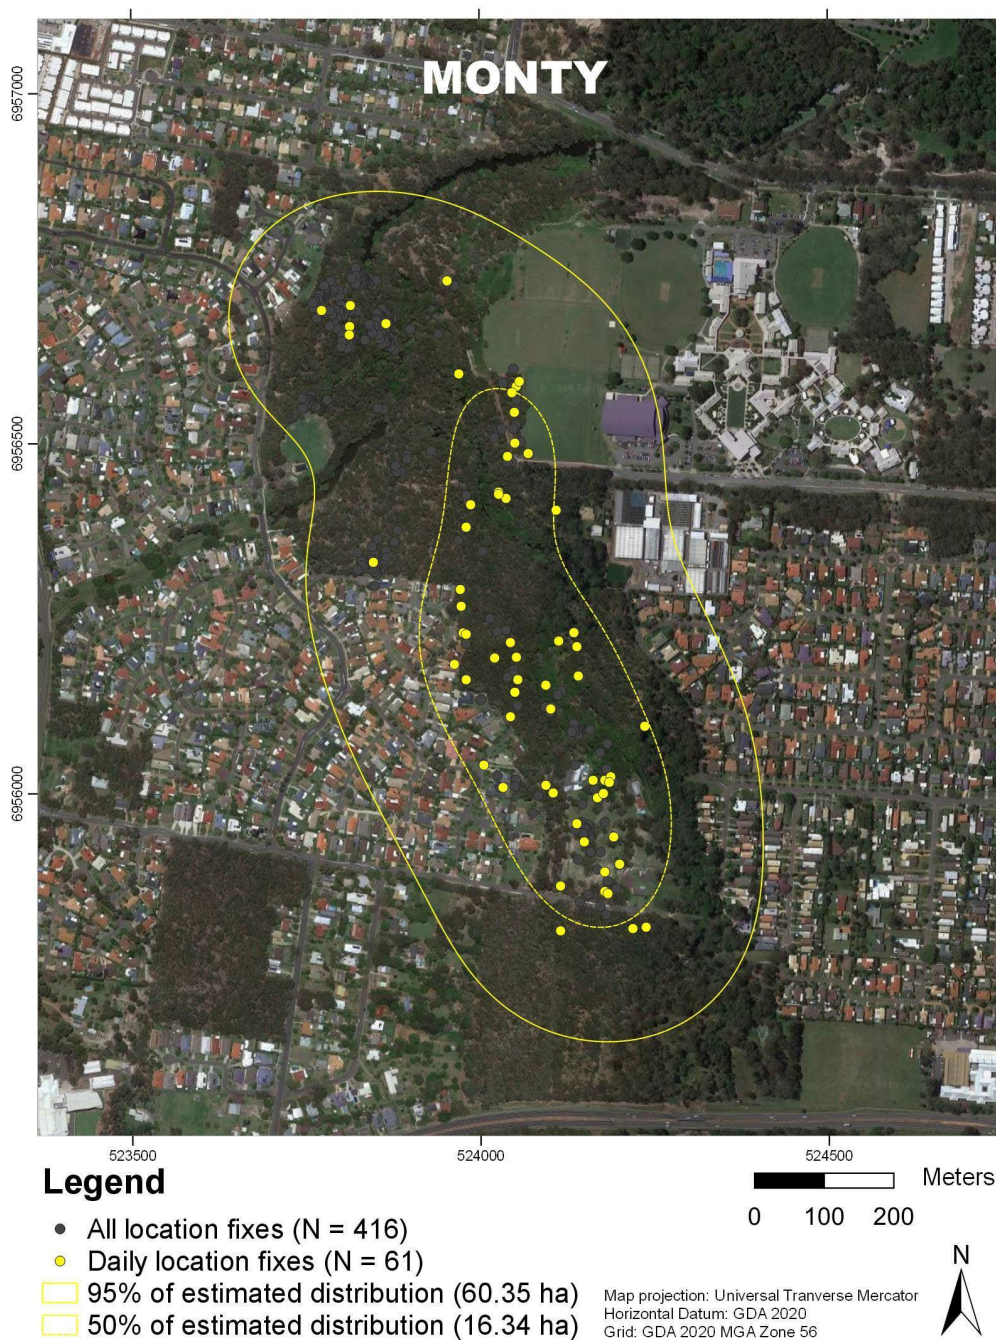 MONTY
6957000
6956500
6956000
523500
524000
524500
Legend
All location fixes (N = 416)
Daily location fixes (N = 61)
95% of estimated distribution (60.35 ha)
50% of estimated distribution (16.34 ha)
Meters
0 100 200
N
Map projection: Universal Tranverse Mercator
Horizontal Datum: GDA 2020
Grid: GDA 2020 MGA Zone 56